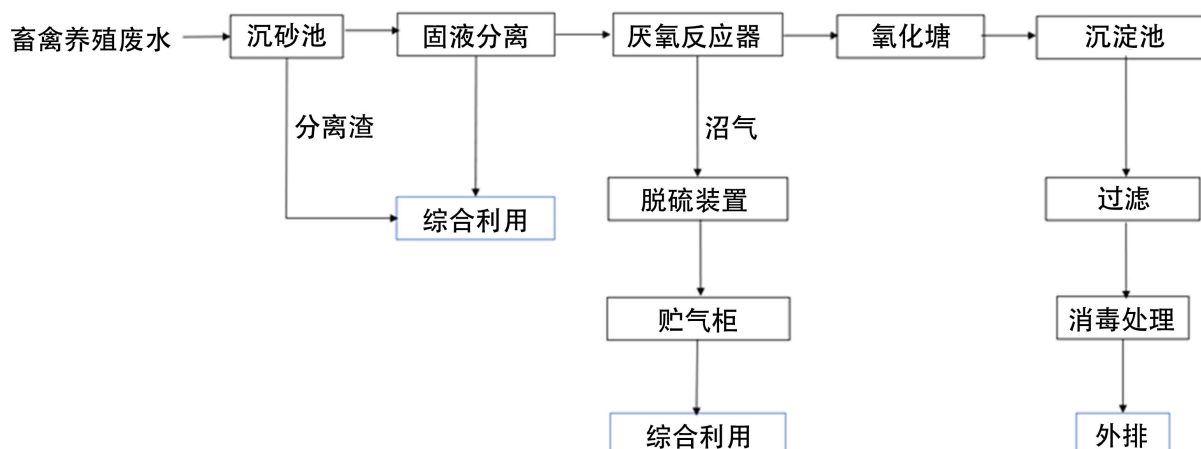 畜禽养殖废水
沉砂池
固液分离
厌氧反应器
氧化塘
沉淀池
分离渣
沼气
综合利用
脱硫装置
过滤
贮气柜
消毒处理
综合利用
外排